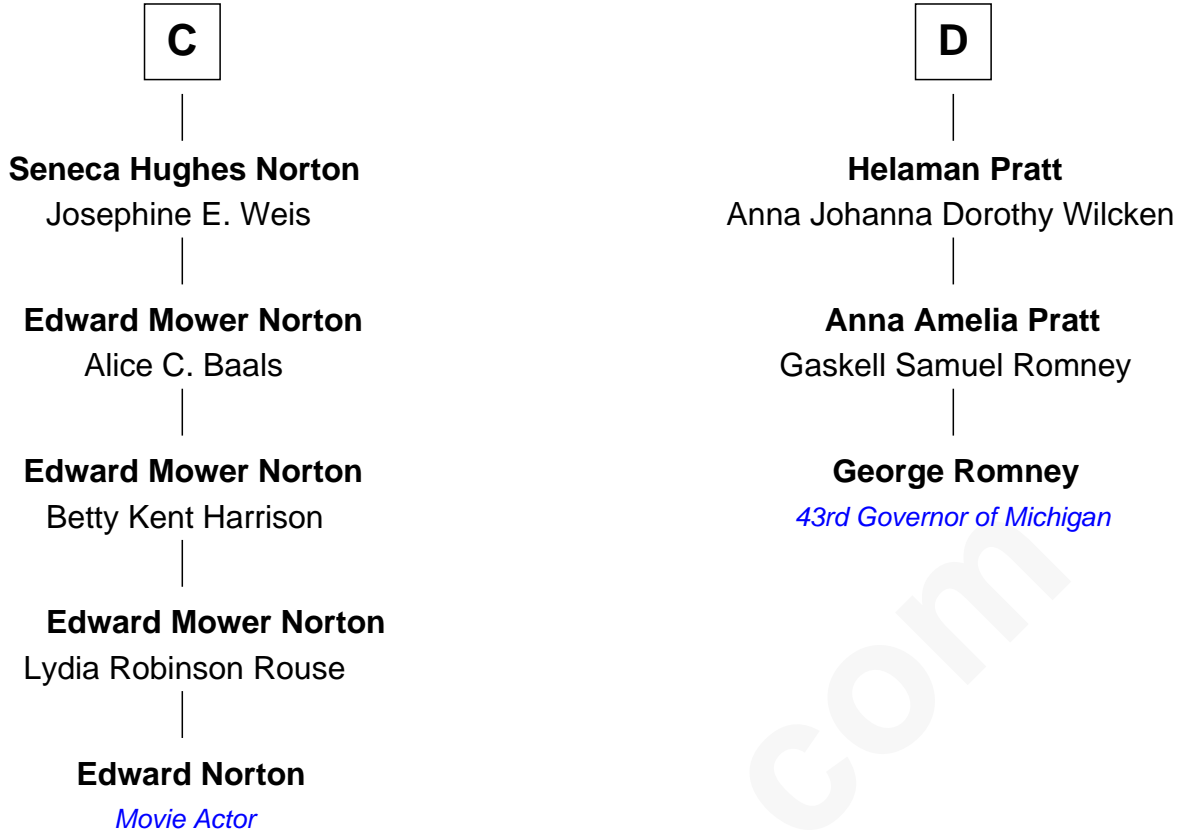 C
Seneca Hughes Norton
Josephine E. Weis
Edward Mower Norton
Alice C. Baals
Edward Mower Norton
Betty Kent Harrison
Edward Mower Norton
Lydia Robinson Rouse
Edward Norton
Movie Actor
D
Helaman Pratt
Anna Johanna Dorothy Wilcken
Anna Amelia Pratt
Gaskell Samuel Romney
George Romney
43rd Governor of Michigan
com